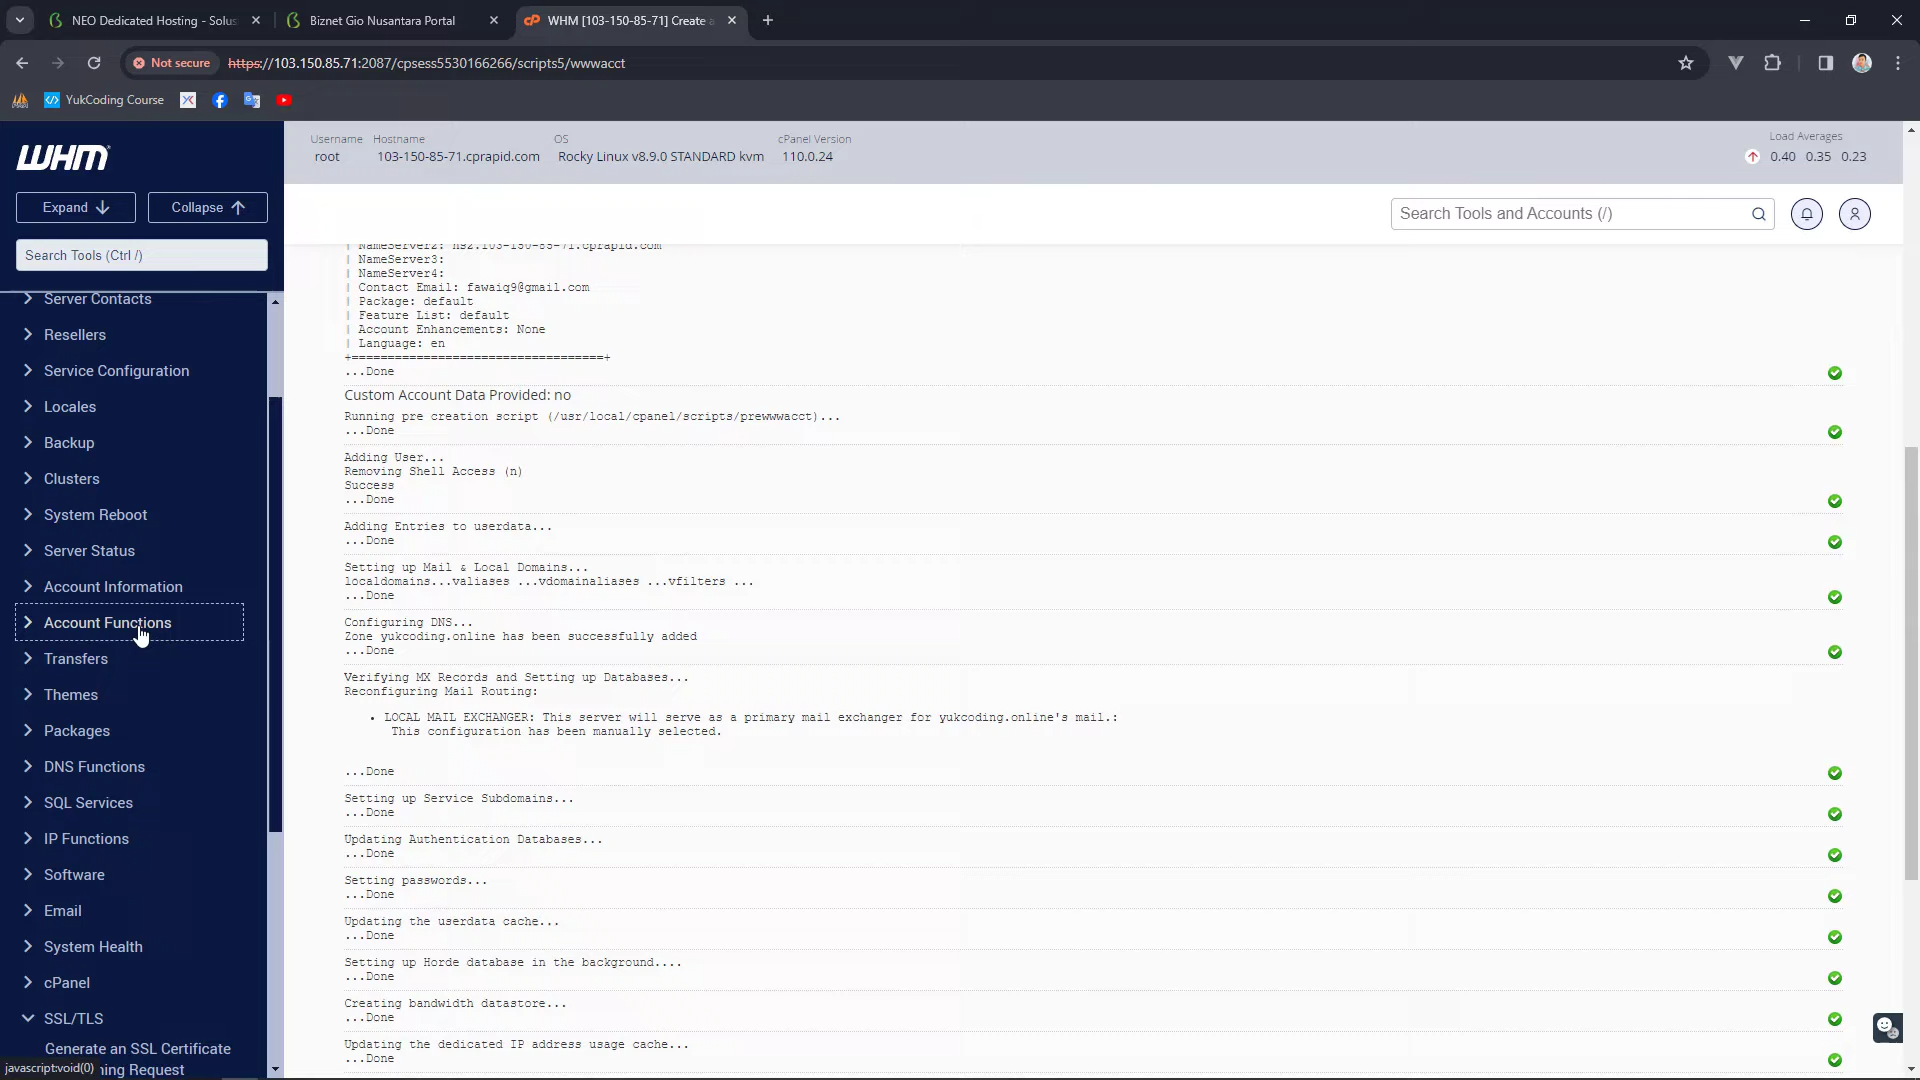 NEO Dedicated Hosting - Solus
Biznet Gio Nusantara Portal
WHM [103-150-85-71] Create a
Not secure
https://103.150.85.71:2087/cpsess5530166266/scripts5/wwwacct
YukCoding Course
WHM
Expand
Collapse
Search Tools (Ctrl /)
Server Contacts
Resellers
Service Configuration
Locales
Backup
Clusters
System Reboot
Server Status
Account Information
Account Functions
Transfers
Themes
Packages
DNS Functions
SQL Services
IP Functions
Software
Email
System Health
cPanel
SSL/TLS
Generate an SSL Certificate
ning Request
javascript:void(0)
Username Hostname OS cPanel Version
root 103-150-85-71.cprapid.com Rocky Linux v8.9.0 STANDARD kvm 110.0.24
Load Averages
0.40 0.35 0.23
Search Tools and Accounts (/)
| NameServer2: ns2.103-150-85-71.cprapid.com
| NameServer3:
| NameServer4:
| Contact Email: fawaiq9@gmail.com
| Package: default
| Feature List: default
| Account Enhancements: None
| Language: en
+===================================+
...Done
Custom Account Data Provided: no
Running pre creation script (/usr/local/cpanel/scripts/prewwwacct)...
...Done
Adding User...
Removing Shell Access (n)
Success
...Done
Adding Entries to userdata...
...Done
Setting up Mail & Local Domains...
localdomains...valiases ...vdomainaliases ...vfilters ...
...Done
Configuring DNS...
Zone yukcoding.online has been successfully added
...Done
Verifying MX Records and Setting up Databases...
Reconfiguring Mail Routing:
• LOCAL MAIL EXCHANGER: This server will serve as a primary mail exchanger for yukcoding.online's mail.:
This configuration has been manually selected.
...Done
Setting up Service Subdomains...
...Done
Updating Authentication Databases...
...Done
Setting passwords...
...Done
Updating the userdata cache...
...Done
Setting up Horde database in the background....
...Done
Creating bandwidth datastore...
...Done
Updating the dedicated IP address usage cache...
...Done